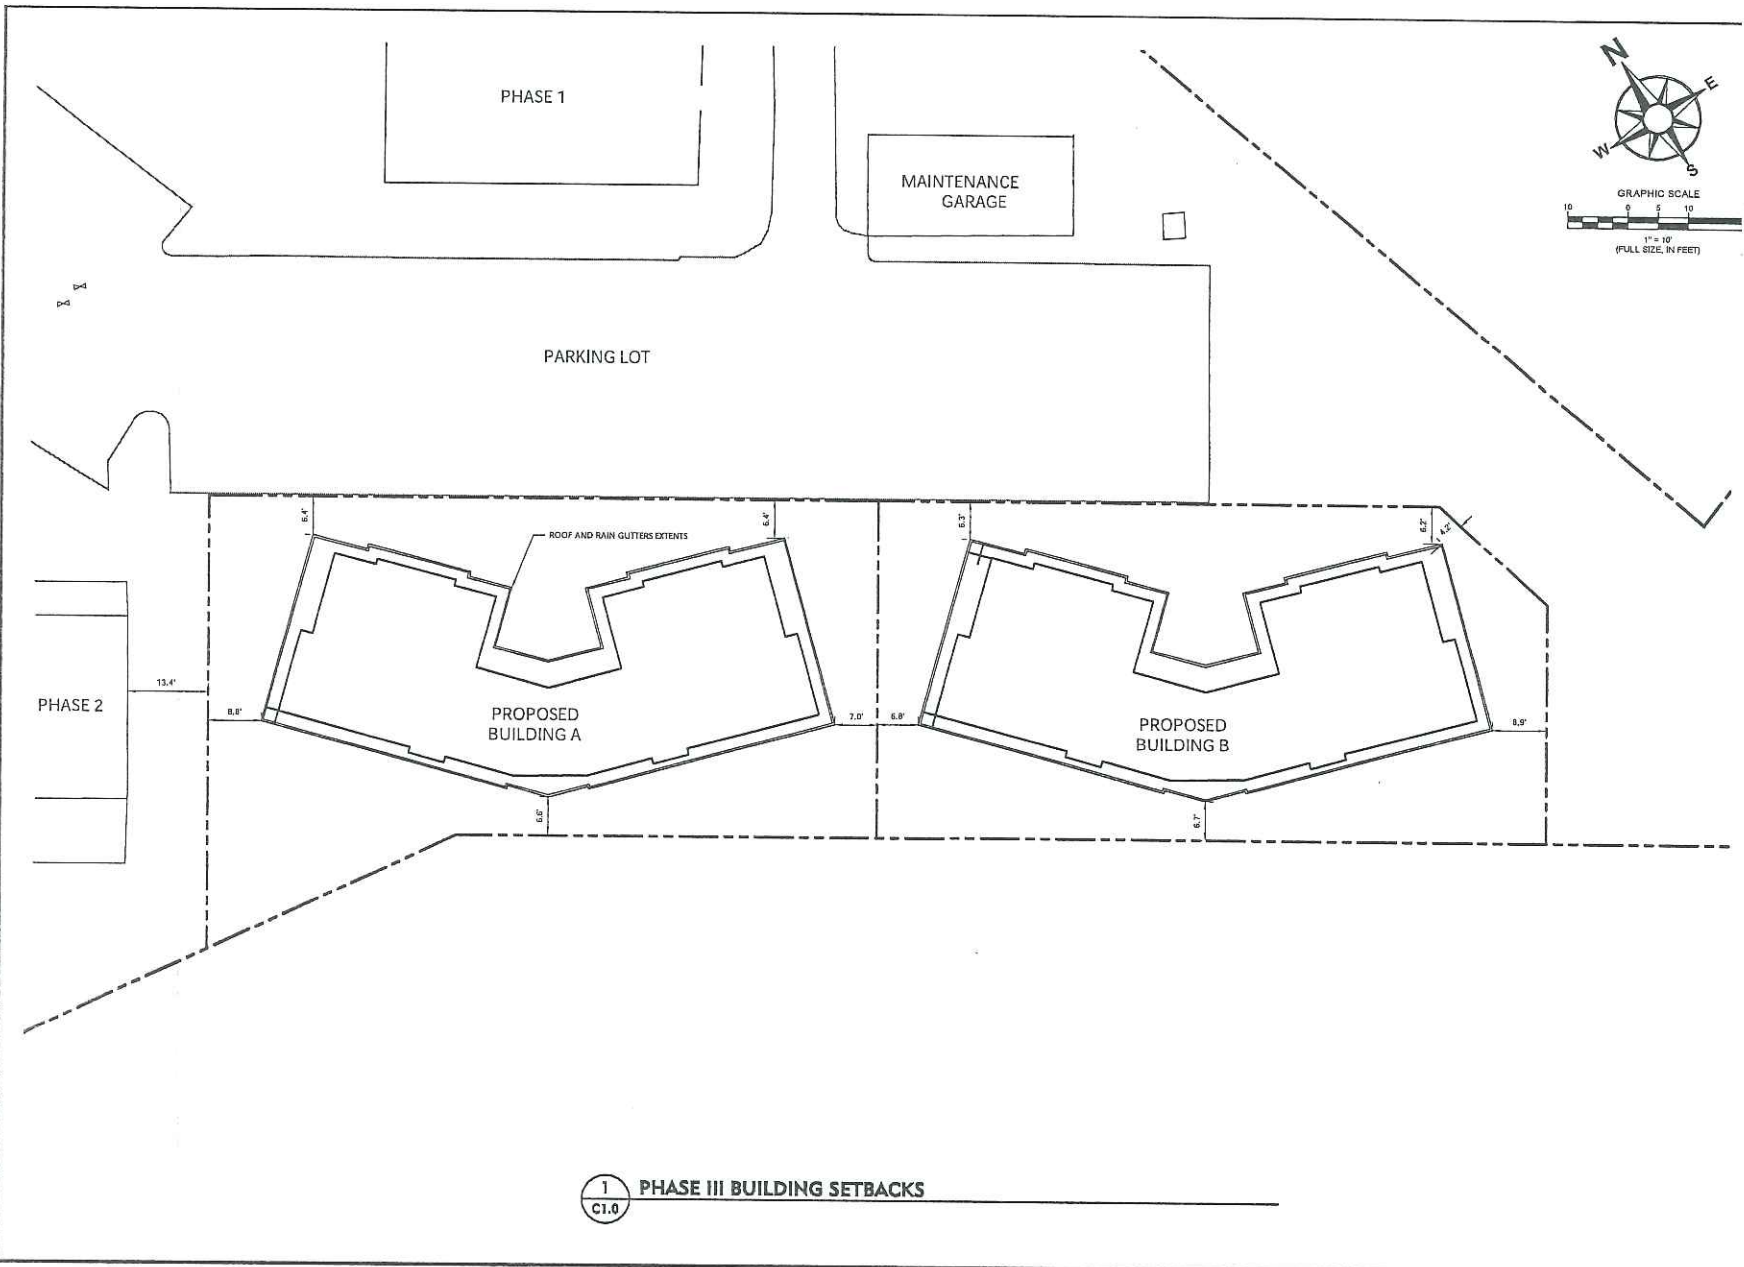 N
E
PHASE 1
W
S
MAINTENANCE
GARAGE
GRAPHIC SCALE
10 0 5 10
1" = 10'
(FULL SIZE, IN FEET)
PARKING LOT
6.4'
6.4'
6.3'
6.2'
4.2'
ROOF AND RAIN GUTTERS EXTENTS
13.4'
PHASE 2
8.8'
PROPOSED
BUILDING A
7.0'
6.8'
PROPOSED
BUILDING B
8.9'
6.6'
6.7'
1
C1.0
PHASE III BUILDING SETBACKS